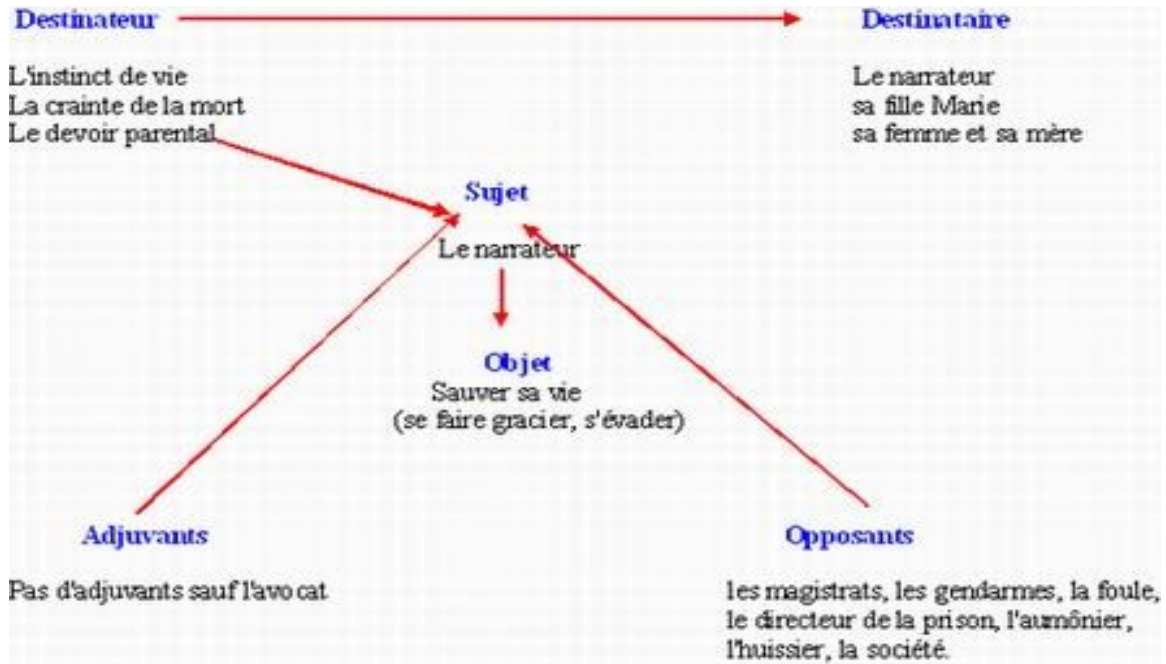 Destinateur
Destinataire
L'instinct de vie
La crainte de la mort
Le devoir parental
Le narrateur
sa fille Marie
sa femme et sa mère
Sujet
Le narrateur
Objet
Sauver sa vie
(se faire gracier, s'évader)
Adjuvants
Opposants
Pas d'adjuvants sauf l'avocat
les magistrats, les gendarmes, la foule,
le directeur de la prison, l'aumônier,
l'huissier, la société.